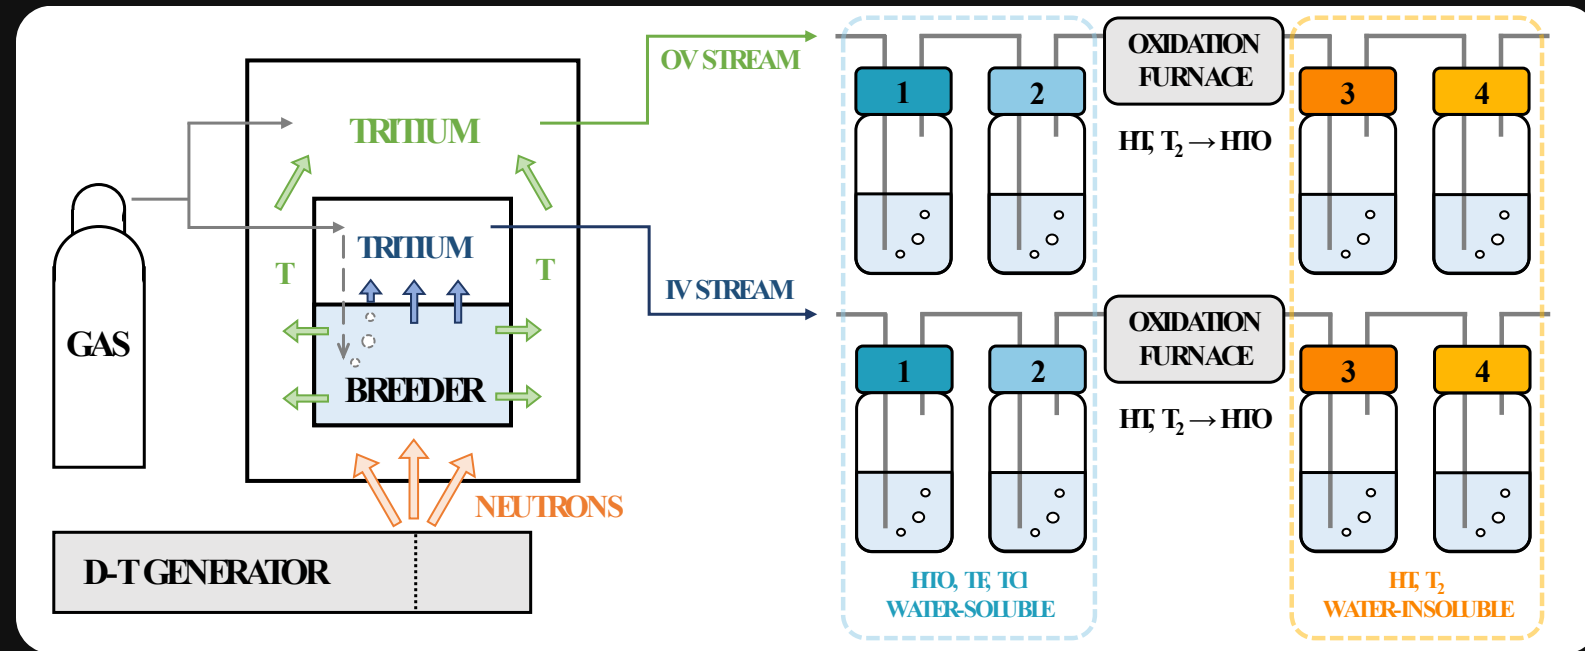 OV STREAM
TRITIUM
TRITIUM
T
T
IV STREAM
GAS
BREEDER
NEUTRONS
D-T GENERATOR
1
2
OXIDATION
FURNACE
HT, T₂ → HTO
3
4
1
2
OXIDATION
FURNACE
HT, T₂ → HTO
3
4
HTO, TF, TCl
WATER-SOLUBLE
HT, T₂
WATER-INSOLUBLE